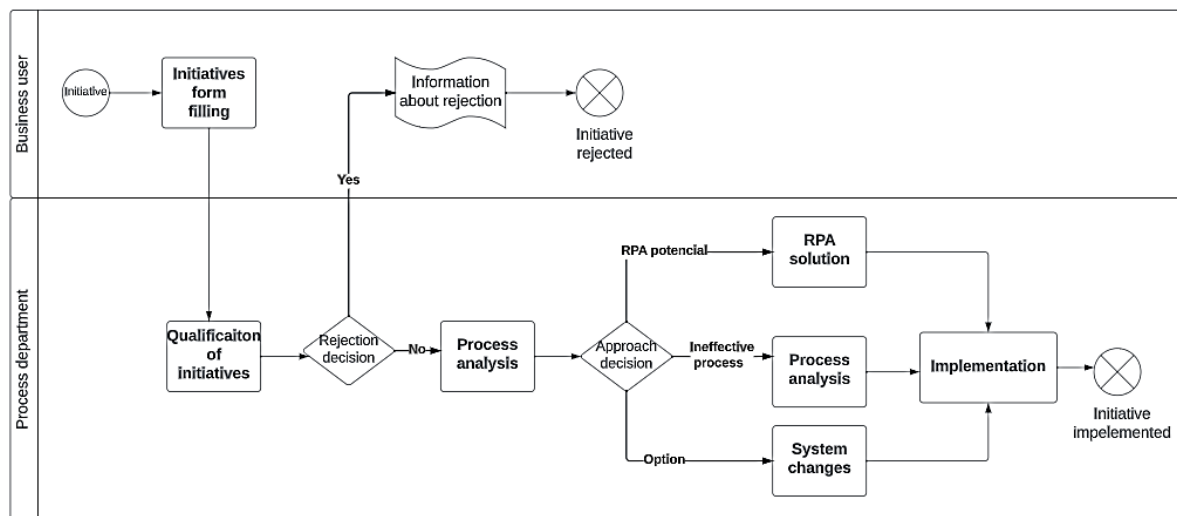 Business user
Initiative
Initiatives
form
filling
Information
about rejection
Initiative
rejected
Yes
Process department
Qualificaiton
of
initiatives
Rejection
decision
No
Process
analysis
Approach
decision
RPA potencial
RPA
solution
Ineffective
process
Process
analysis
Option
System
changes
Implementation
Initiative
impelemented